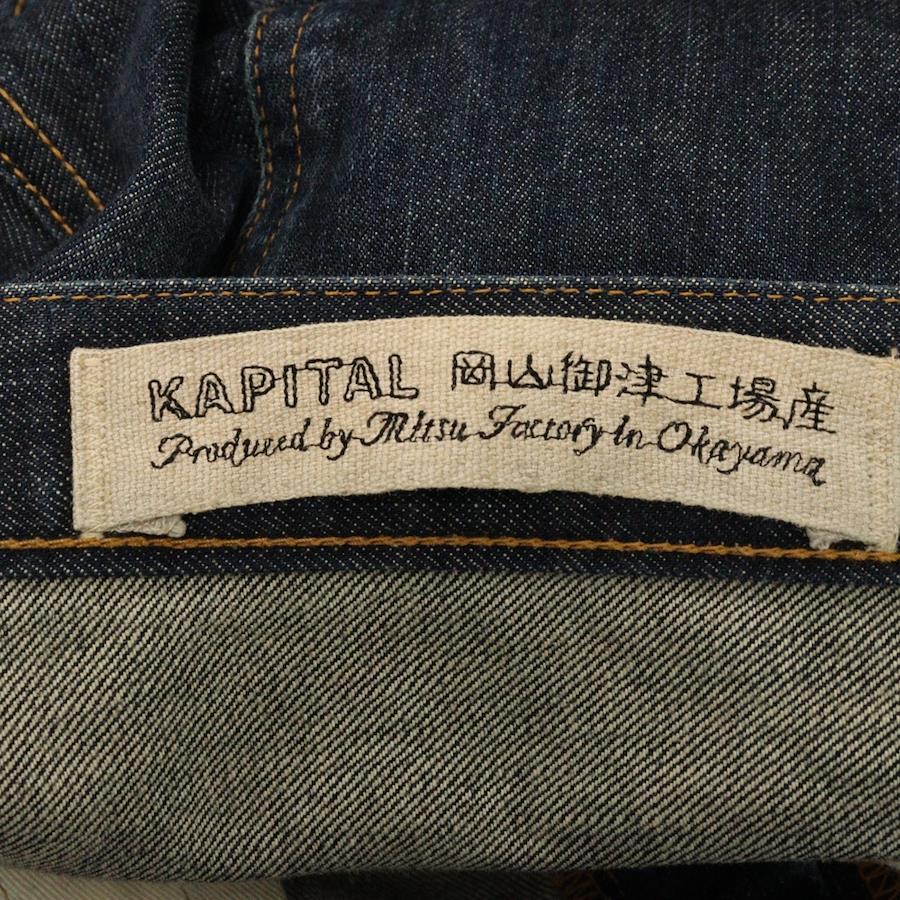 KAPITAL 岡山御津工場産
Produced by Mitsu Factory in Okayama